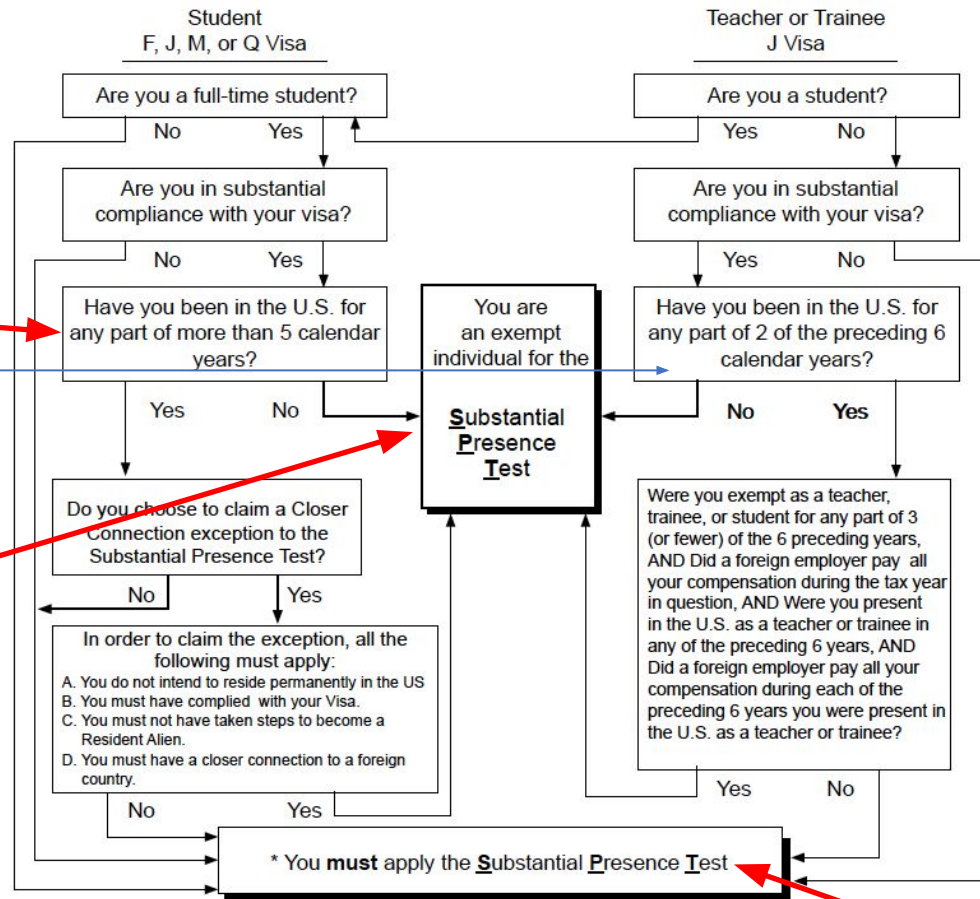 Student
F, J, M, or Q Visa
Teacher or Trainee
J Visa
Are you a full-time student?
Are you a student?
No Yes
Yes No
Are you in substantial
compliance with your visa?
Are you in substantial
compliance with your visa?
No Yes
Yes No
Have you been in the U.S. for
any part of more than 5 calendar
years?
You are
an exempt
individual for the
Substantial
Presence
Test
Have you been in the U.S. for
any part of 2 of the preceding 6
calendar years?
Yes No
No Yes
Do you choose to claim a Closer
Connection exception to the
Substantial Presence Test?
No Yes
Were you exempt as a teacher,
trainee, or student for any part of 3
(or fewer) of the 6 preceding years,
AND Did a foreign employer pay all
your compensation during the tax year
in question, AND Were you present
in the U.S. as a teacher or trainee in
any of the preceding 6 years, AND
Did a foreign employer pay all your
compensation during each of the
preceding 6 years you were present in
the U.S. as a teacher or trainee?
In order to claim the exception, all the
following must apply:
A. You do not intend to reside permanently in the US
B. You must have complied with your Visa.
C. You must not have taken steps to become a
Resident Alien.
D. You must have a closer connection to a foreign
country.
No Yes
Yes No
* You must apply the Substantial Presence Test